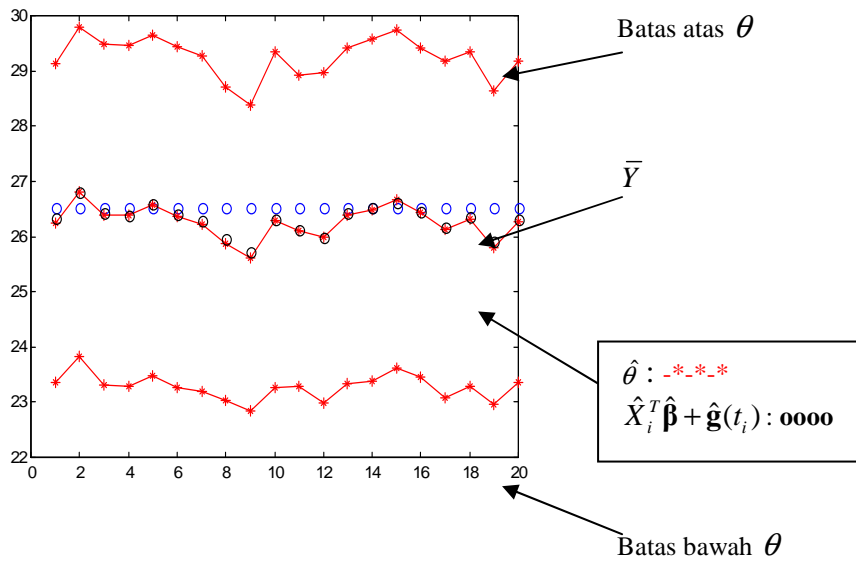 30
29
28
27
26
25
24
23
22
0 2 4 6 8 10 12 14 16 18 20
Batas atas θ
Y̅
θ̂ : -*-*-*
X̂ᵢᵀβ̂ + ĝ(tᵢ) : oooo
Batas bawah θ